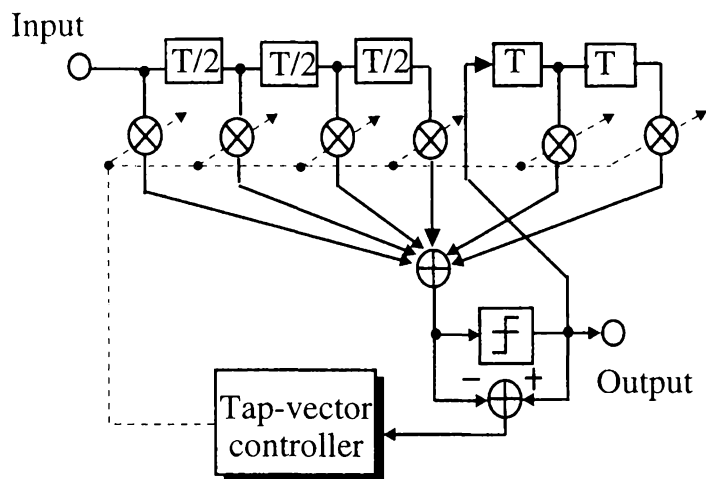 Input
T/2
T/2
T/2
T
T
− +
Output
Tap-vector
controller